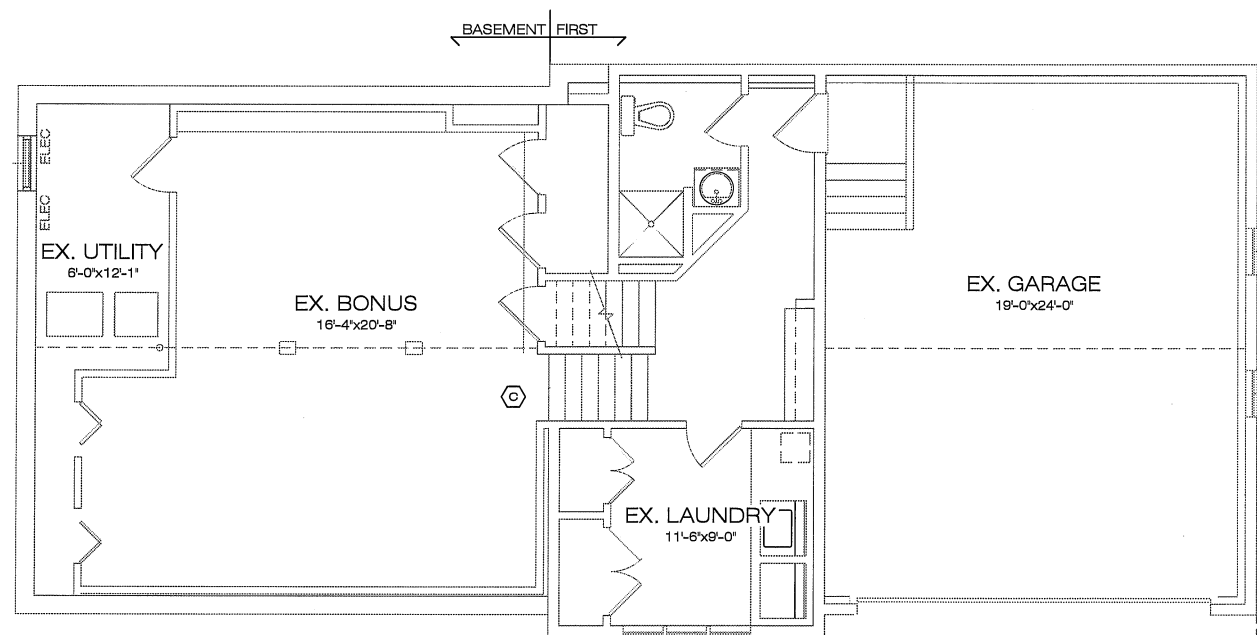 BASEMENT FIRST
ELEC
ELEC
EX. UTILITY
6'-0"x12'-1"
EX. BONUS
16'-4"x20'-8"
EX. GARAGE
19'-0"x24'-0"
C
EX. LAUNDRY
11'-6"x9'-0"